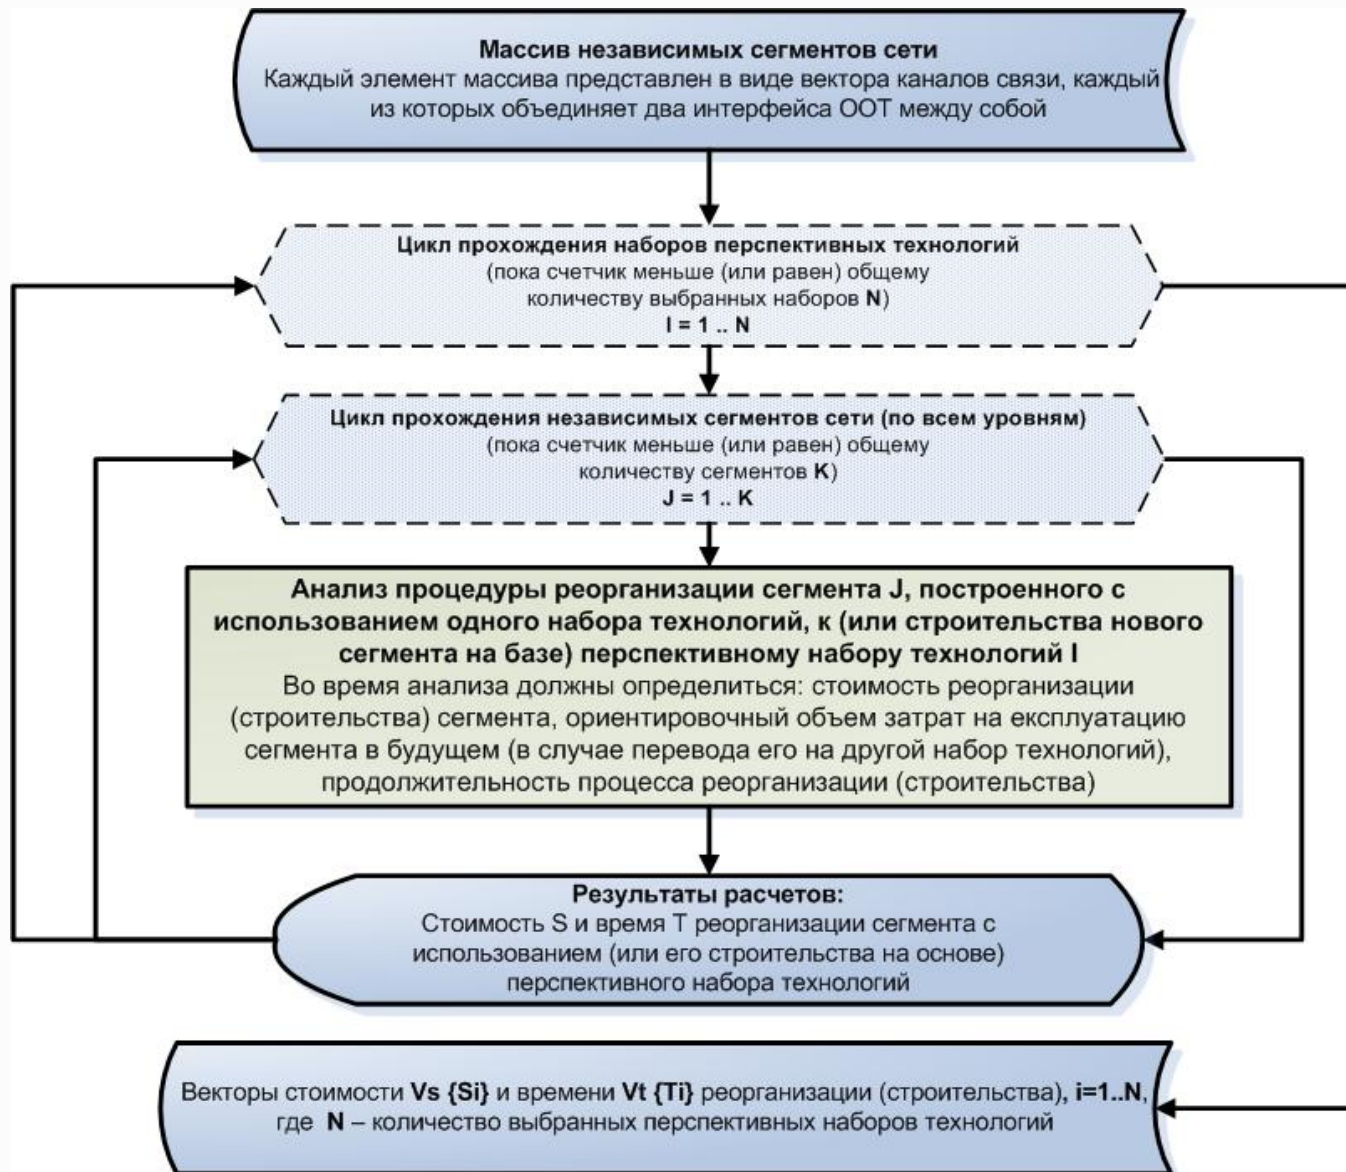 Массив независимых сегментов сети
Каждый элемент массива представлен в виде вектора каналов связи, каждый
из которых объединяет два интерфейса ООТ между собой
Цикл прохождения наборов перспективных технологий
(пока счетчик меньше (или равен) общему
количеству выбранных наборов N)
I = 1 .. N
Цикл прохождения независимых сегментов сети (по всем уровням)
(пока счетчик меньше (или равен) общему
количеству сегментов K)
J = 1 .. K
Анализ процедуры реорганизации сегмента J, построенного с
использованием одного набора технологий, к (или строительства нового
сегмента на базе) перспективному набору технологий I
Во время анализа должны определиться: стоимость реорганизации
(строительства) сегмента, ориентировочный объем затрат на експлуатацию
сегмента в будущем (в случае перевода его на другой набор технологий),
продолжительность процесса реорганизации (строительства)
Результаты расчетов:
Стоимость S и время T реорганизации сегмента с
использованием (или его строительства на основе)
перспективного набора технологий
Векторы стоимости Vs {Si} и времени Vt {Ti} реорганизации (строительства), i=1..N,
где N – количество выбранных перспективных наборов технологий